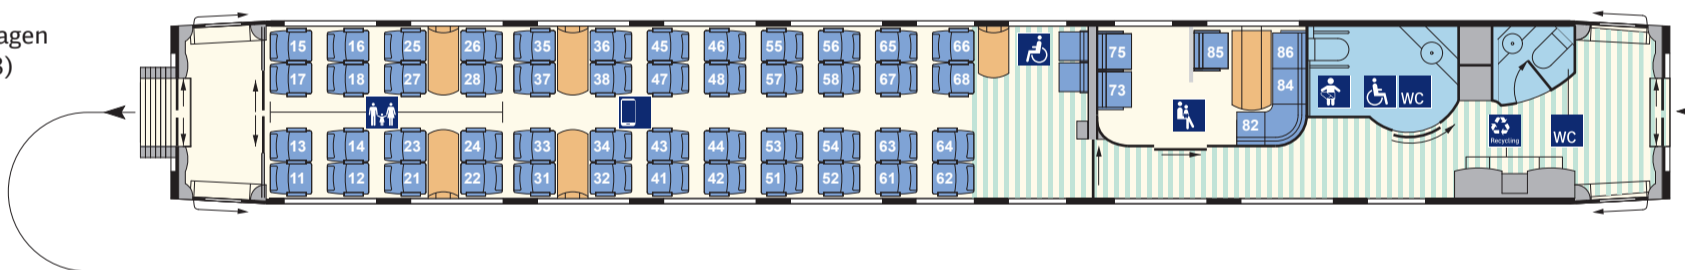 agen
3)
15 16 25 26 35 36 45 46 55 56 65 66 75 85 86
17 18 27 28 37 38 47 48 57 58 67 68 73 84
82
WC
Recycling
WC
13 14 23 24 33 34 43 44 53 54 63 64
11 12 21 22 31 32 41 42 51 52 61 62